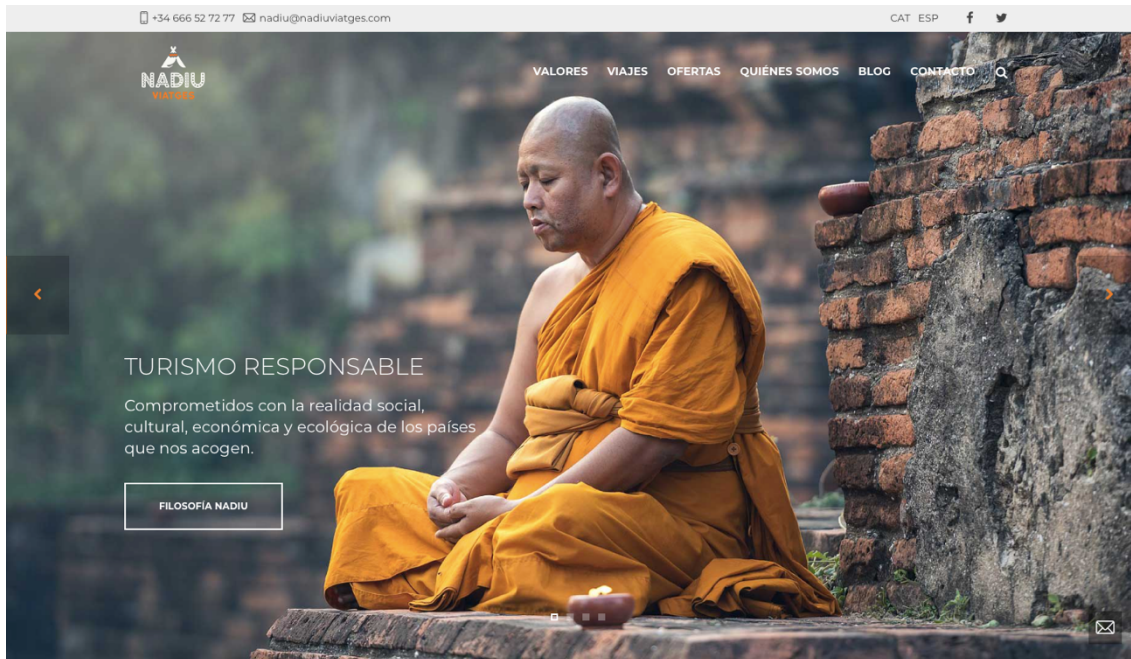 +34 666 52 72 77 nadiu@nadiuviatges.com CAT ESP
NADIU
VIATGES
VALORES VIAJES OFERTAS QUIÉNES SOMOS BLOG CONTACTO
TURISMO RESPONSABLE
Comprometidos con la realidad social,
cultural, económica y ecológica de los países
que nos acogen.
FILOSOFÍA NADIU